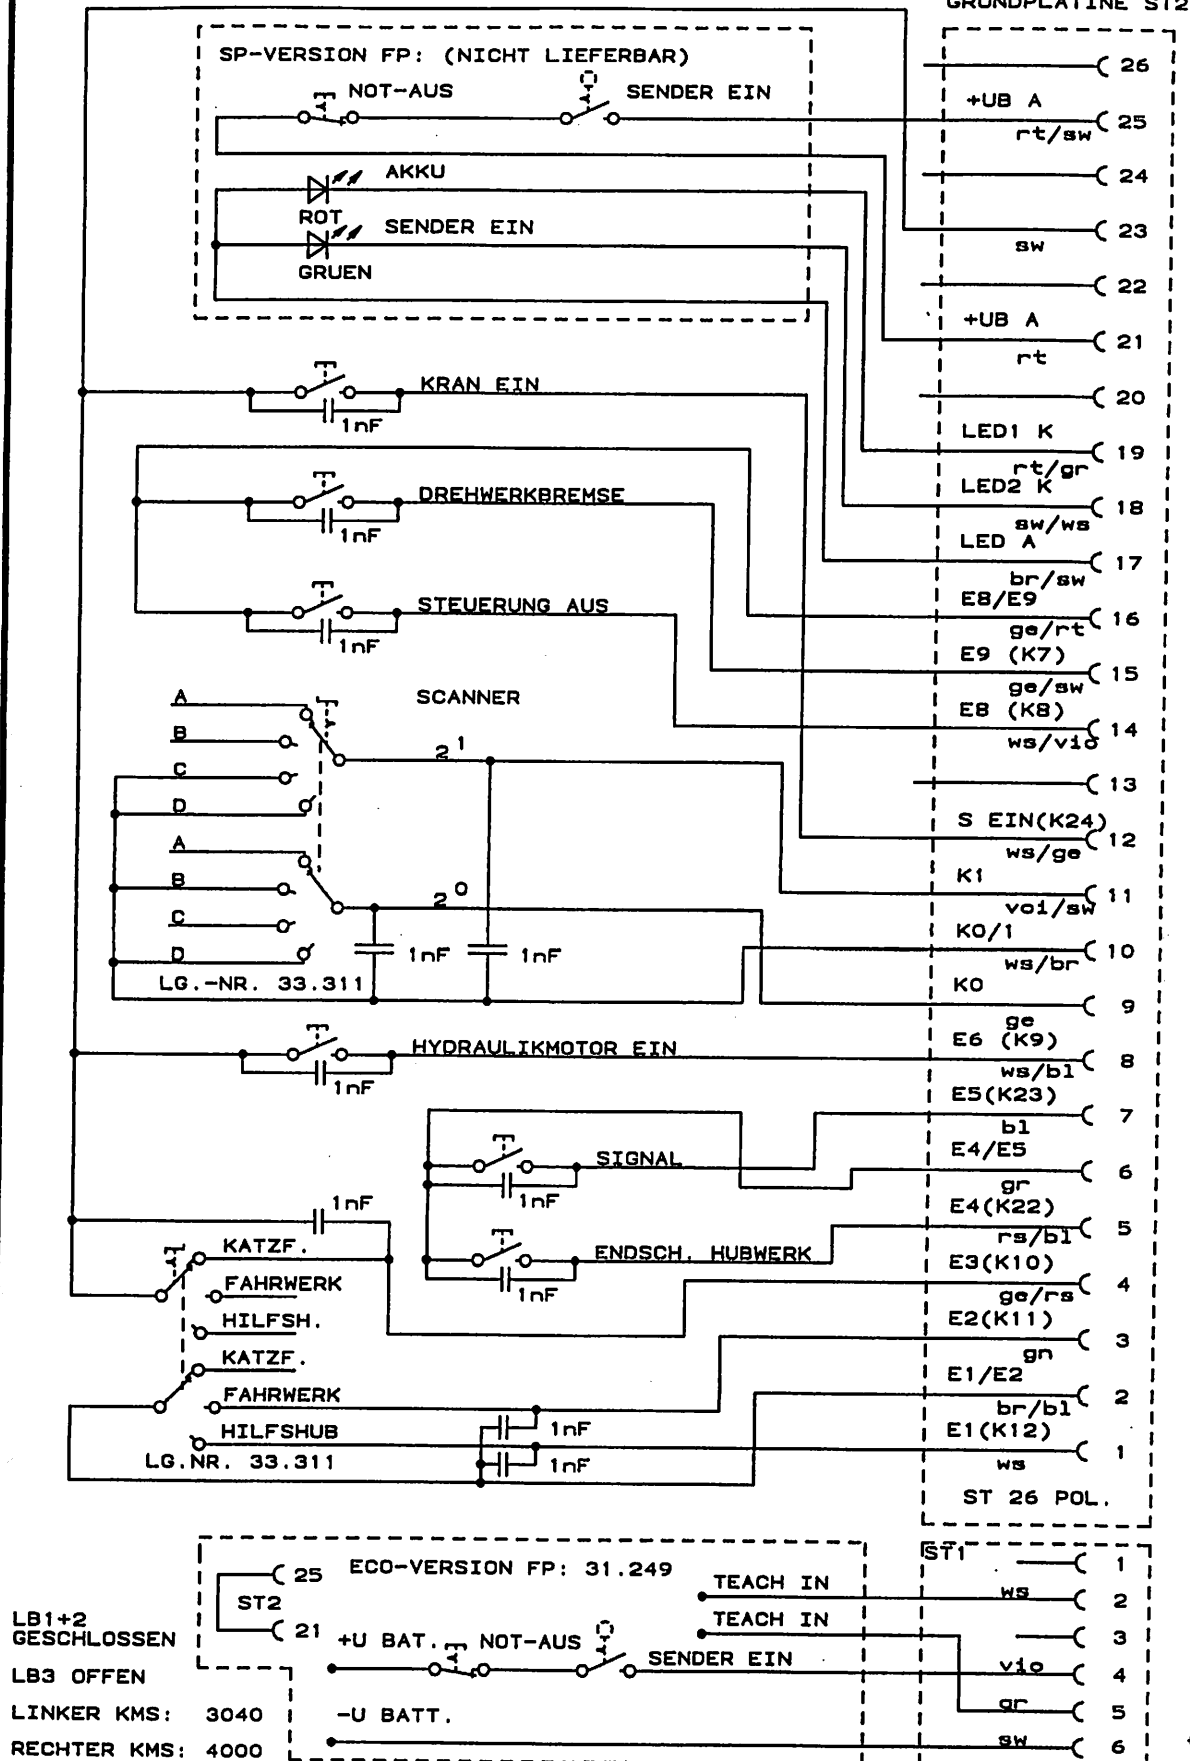 GRUNDPLATINE ST2
SP-VERSION FP: (NICHT LIEFERBAR)
26
NOT-AUS
SENDER EIN
+UB A
25
rt/sw
AKKU
24
ROT
SENDER EIN
23
sw
GRUEN
22
+UB A
21
rt
KRAN EIN
20
1nF
LED1 K
19
rt/gr
DREHWERKBREMSE
LED2 K
18
sw/ws
1nF
LED A
17
br/sw
STEUERUNG AUS
E8/E9
16
ge/rt
1nF
E9 (K7)
15
ge/sw
A
SCANNER
E8 (K8)
14
ws/vio
B
2 1
C
13
D
S EIN(K24)
12
ws/ge
A
K1
11
voi/sw
B
2 0
C
K0/1
10
ws/br
D
1nF
1nF
LG.-NR. 33.311
K0
9
ge
HYDRAULIKMOTOR EIN
E6 (K9)
8
ws/bl
1nF
E5(K23)
7
bl
SIGNAL
E4/E5
6
gr
1nF
1nF
E4(K22)
5
rs/bl
KATZF.
ENDSCH. HUBWERK
E3(K10)
4
ge/rs
FAHRWERK
1nF
HILFSH.
E2(K11)
3
gn
KATZF.
E1/E2
2
br/bl
FAHRWERK
1nF
HILFSHUB
E1(K12)
1
ws
LG.NR. 33.311
1nF
ST 26 POL.
ST1
1
25
ECO-VERSION FP: 31.249
TEACH IN
ws
2
ST2
TEACH IN
3
LB1+2
GESCHLOSSEN
21
+U BAT.
NOT-AUS
SENDER EIN
vio
4
LB3 OFFEN
gr
5
LINKER KMS: 3040
-U BATT.
sw
6
RECHTER KMS: 4000